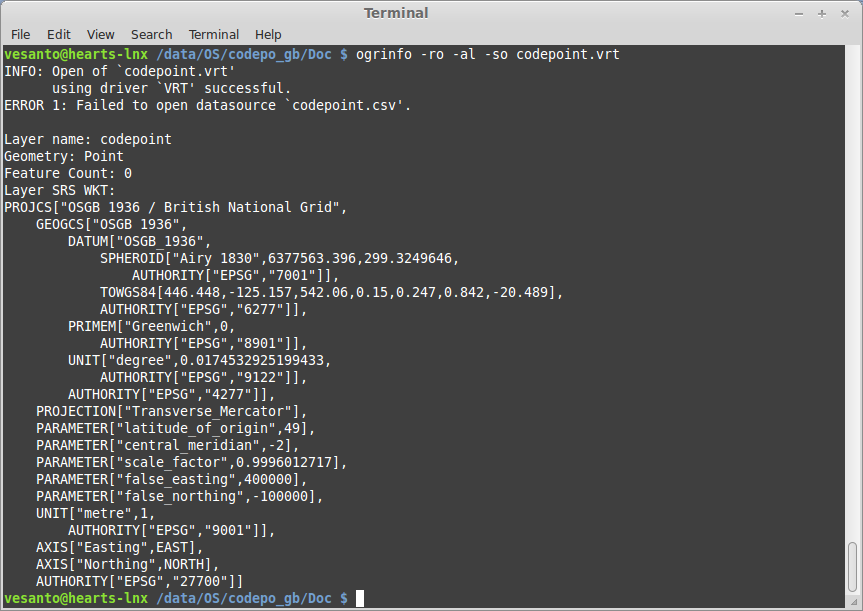 Terminal
File Edit View Search Terminal Help
vesanto@hearts-lnx /data/OS/codepo_gb/Doc $ ogrinfo -ro -al -so codepoint.vrt
INFO: Open of `codepoint.vrt'
      using driver `VRT' successful.
ERROR 1: Failed to open datasource `codepoint.csv'.

Layer name: codepoint
Geometry: Point
Feature Count: 0
Layer SRS WKT:
PROJCS["OSGB 1936 / British National Grid",
    GEOGCS["OSGB 1936",
        DATUM["OSGB_1936",
            SPHEROID["Airy 1830",6377563.396,299.3249646,
                AUTHORITY["EPSG","7001"]],
            TOWGS84[446.448,-125.157,542.06,0.15,0.247,0.842,-20.489],
            AUTHORITY["EPSG","6277"]],
        PRIMEM["Greenwich",0,
            AUTHORITY["EPSG","8901"]],
        UNIT["degree",0.0174532925199433,
            AUTHORITY["EPSG","9122"]],
        AUTHORITY["EPSG","4277"]],
    PROJECTION["Transverse_Mercator"],
    PARAMETER["latitude_of_origin",49],
    PARAMETER["central_meridian",-2],
    PARAMETER["scale_factor",0.9996012717],
    PARAMETER["false_easting",400000],
    PARAMETER["false_northing",-100000],
    UNIT["metre",1,
        AUTHORITY["EPSG","9001"]],
    AXIS["Easting",EAST],
    AXIS["Northing",NORTH],
    AUTHORITY["EPSG","27700"]]
vesanto@hearts-lnx /data/OS/codepo_gb/Doc $